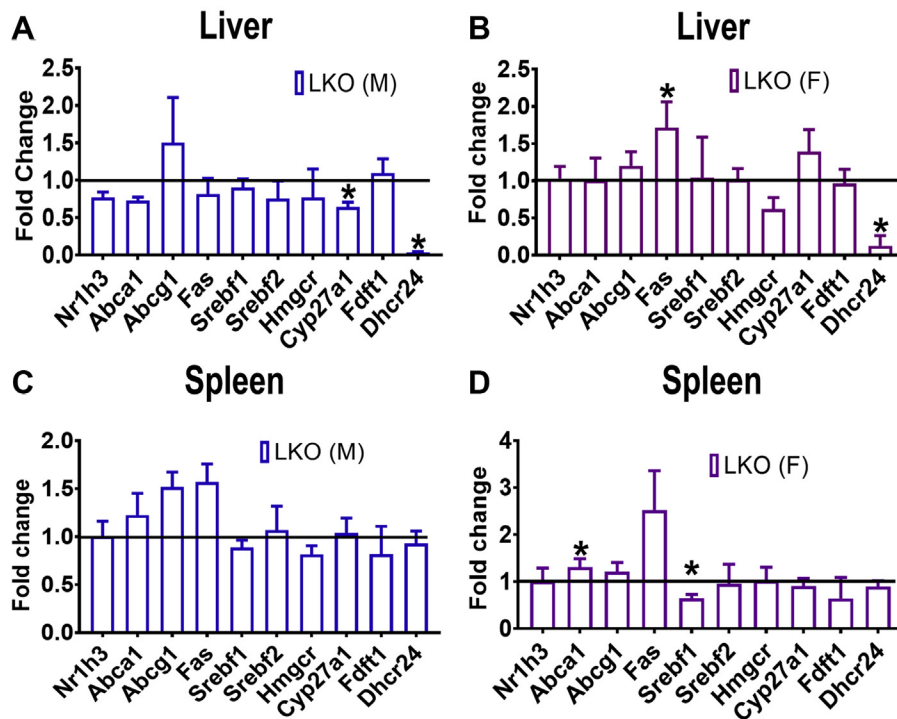 A
Liver
LKO (M)
Fold Change
2.5
2.0
1.5
1.0
0.5
0.0
*
*
Nr1h3
Abca1
Abcg1
Fas
Srebf1
Srebf2
Hmgcr
Cyp27a1
Fdft1
Dhcr24
B
Liver
LKO (F)
Fold change
2.5
2.0
1.5
1.0
0.5
0.0
*
*
Nr1h3
Abca1
Abcg1
Fas
Srebf1
Srebf2
Hmgcr
Cyp27a1
Fdft1
Dhcr24
C
Spleen
LKO (M)
Fold change
2.0
1.5
1.0
0.5
0.0
Nr1h3
Abca1
Abcg1
Fas
Srebf1
Srebf2
Hmgcr
Cyp27a1
Fdft1
Dhcr24
D
Spleen
LKO (F)
Fold change
4
3
2
1
0
*
*
Nr1h3
Abca1
Abcg1
Fas
Srebf1
Srebf2
Hmgcr
Cyp27a1
Fdft1
Dhcr24